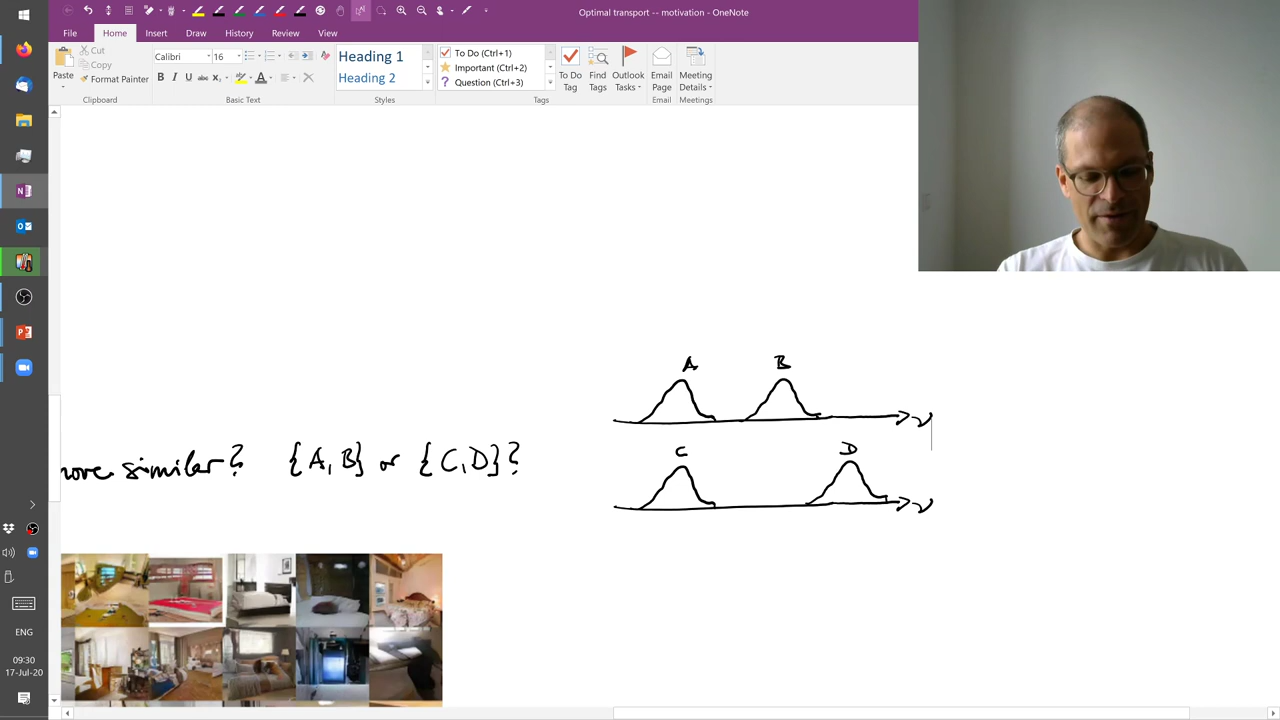 Optimal transport -- motivation - OneNote
File Home Insert Draw History Review View
Cut
Copy
Format Painter
Paste
Clipboard
Calibri 16
B I U abc x₂ A
Basic Text
Heading 1
Heading 2
Styles
To Do (Ctrl+1)
Important (Ctrl+2)
Question (Ctrl+3)
Tags
To Do Tag
Find Tags
Outlook Tasks
Email Page
Email
Meeting Details
Meetings
A B
ν
more similar? {A, B} or {C, D}?
C D
ν
ENG
09:30
17-Jul-20